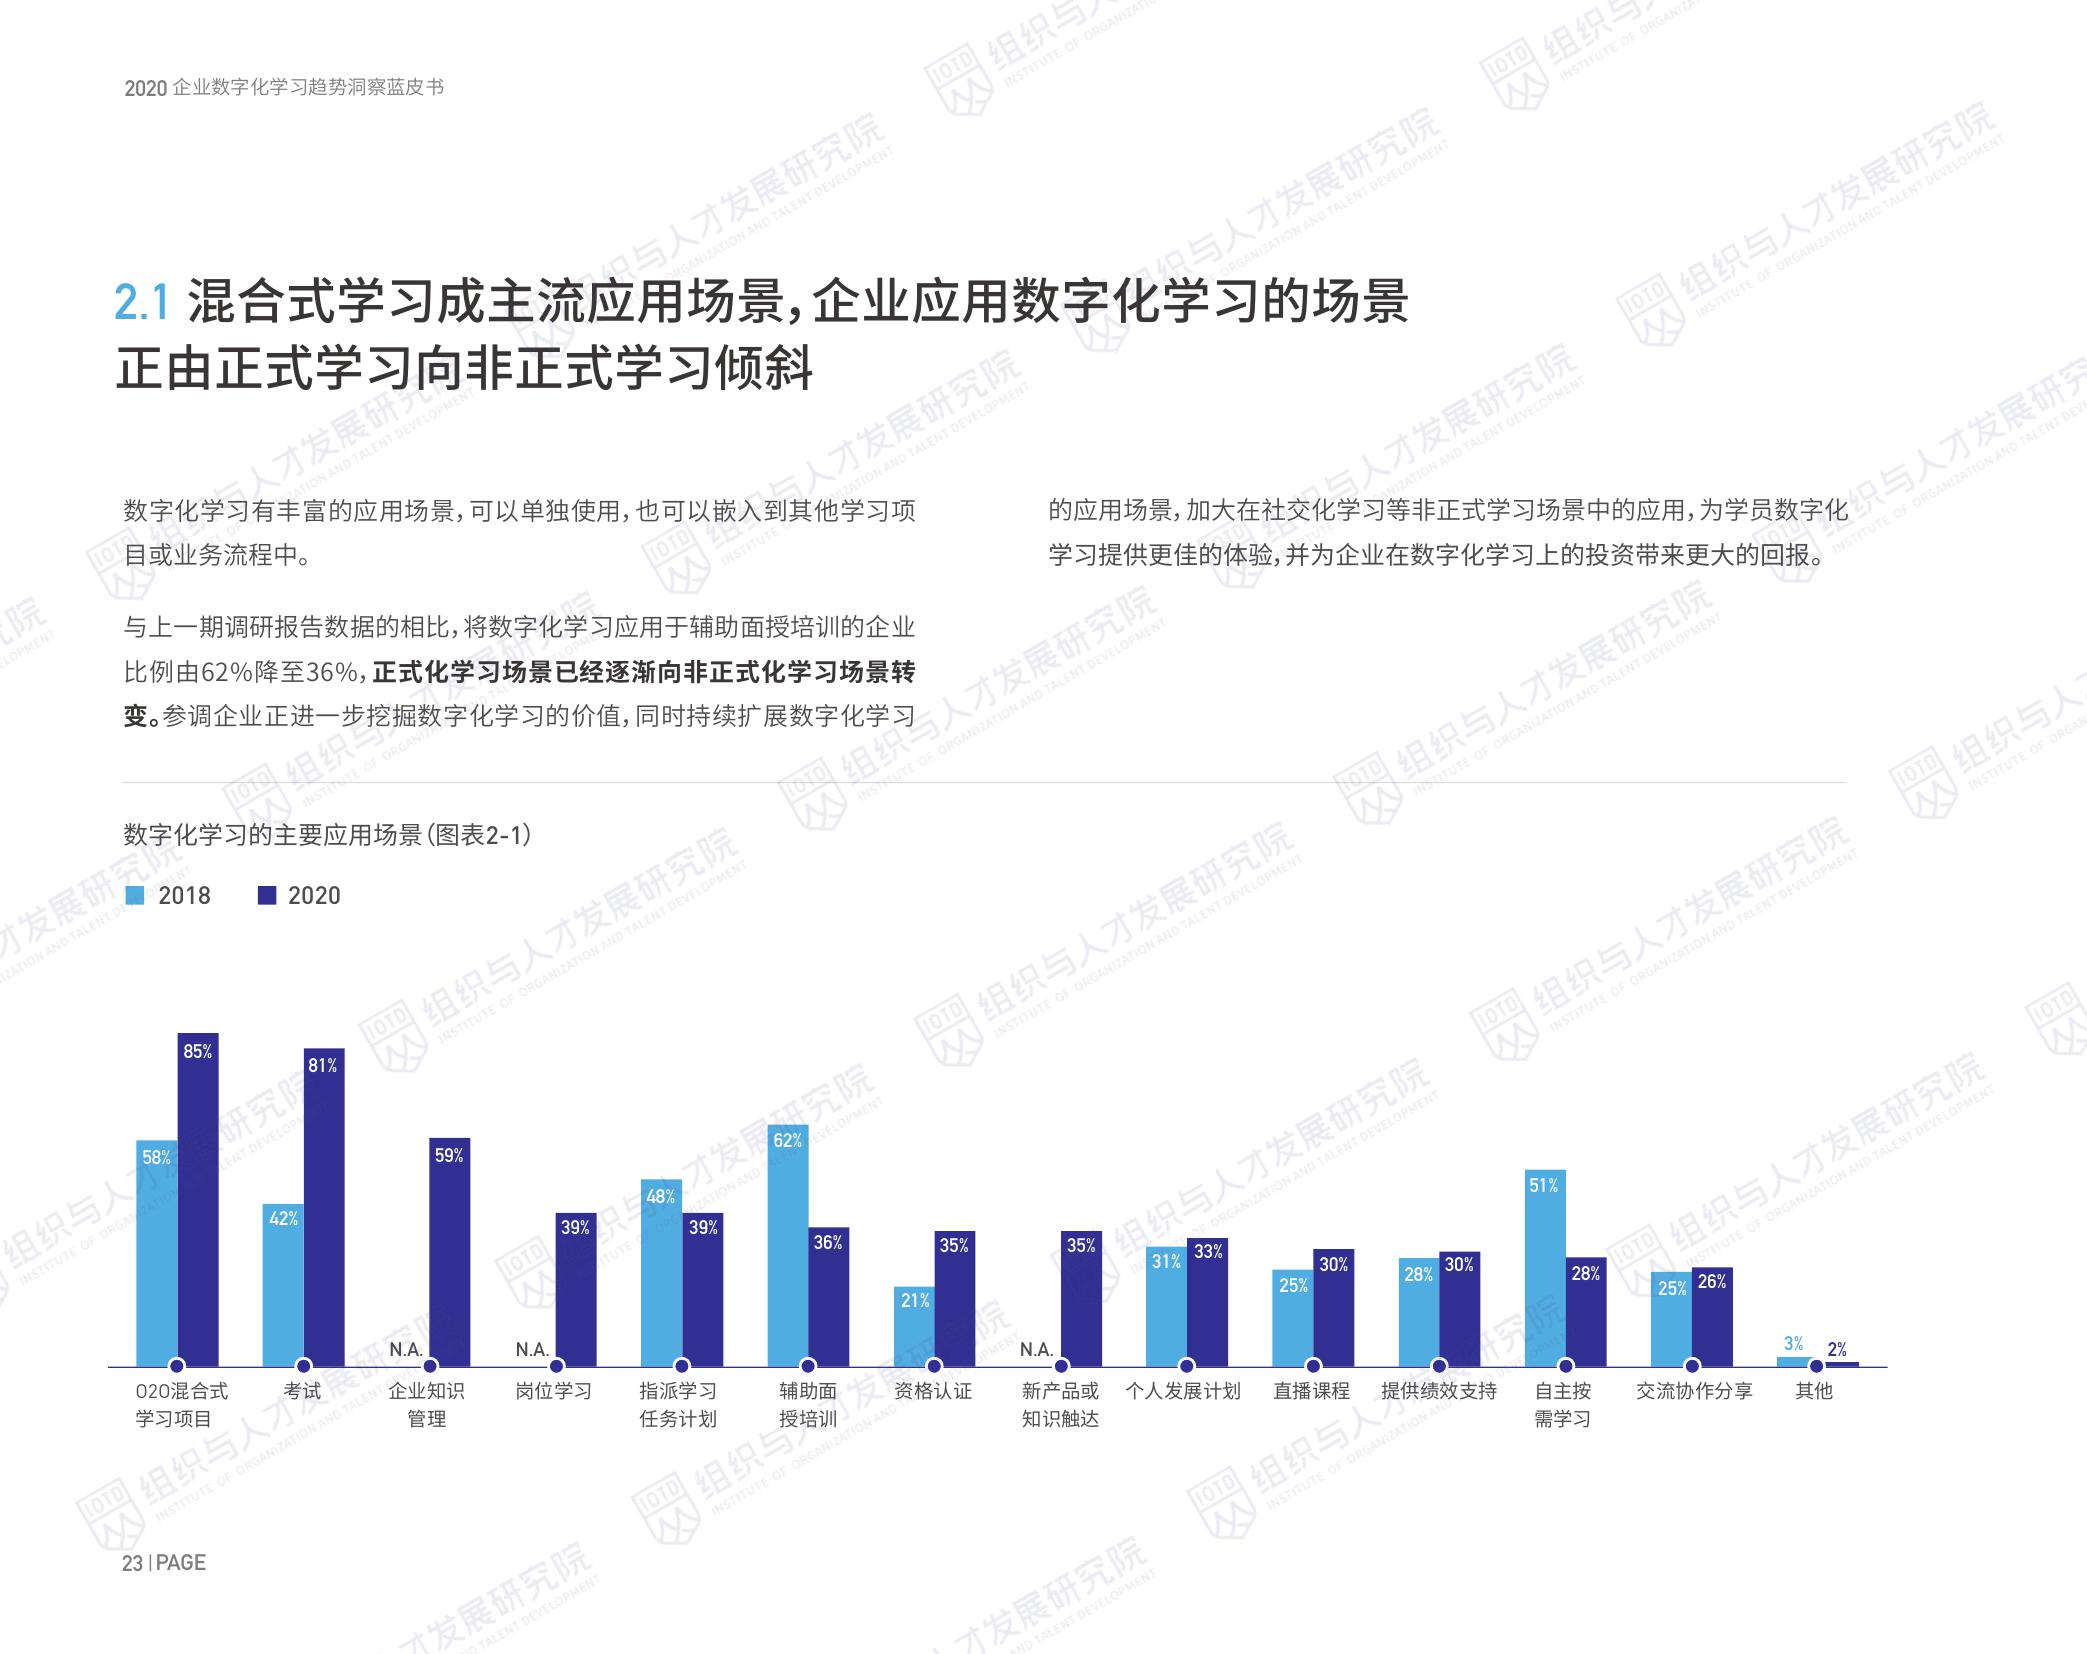 2020 企业数字化学习趋势洞察蓝皮书
2.1 混合式学习成主流应用场景，企业应用数字化学习的场景
正由正式学习向非正式学习倾斜
数字化学习有丰富的应用场景，可以单独使用，也可以嵌入到其他学习项
目或业务流程中。
与上一期调研报告数据的相比，将数字化学习应用于辅助面授培训的企业
比例由62%降至36%，正式化学习场景已经逐渐向非正式化学习场景转
变。参调企业正进一步挖掘数字化学习的价值，同时持续扩展数字化学习
的应用场景，加大在社交化学习等非正式学习场景中的应用，为学员数字化
学习提供更佳的体验，并为企业在数字化学习上的投资带来更大的回报。
数字化学习的主要应用场景（图表2-1）
2018 2020
58% 85%
42% 81%
N.A. 59%
N.A. 39%
48% 39%
62% 36%
21% 35%
N.A. 35%
31% 33%
25% 30%
28% 30%
51% 28%
25% 26%
3% 2%
O2O混合式
学习项目
考试
企业知识
管理
岗位学习
指派学习
任务计划
辅助面
授培训
资格认证
新产品或
知识触达
个人发展计划
直播课程
提供绩效支持
自主按
需学习
交流协作分享
其他
23 | PAGE
IOTD 组织与人才发展研究院
INSTITUTE OF ORGANIZATION AND TALENT DEVELOPMENT